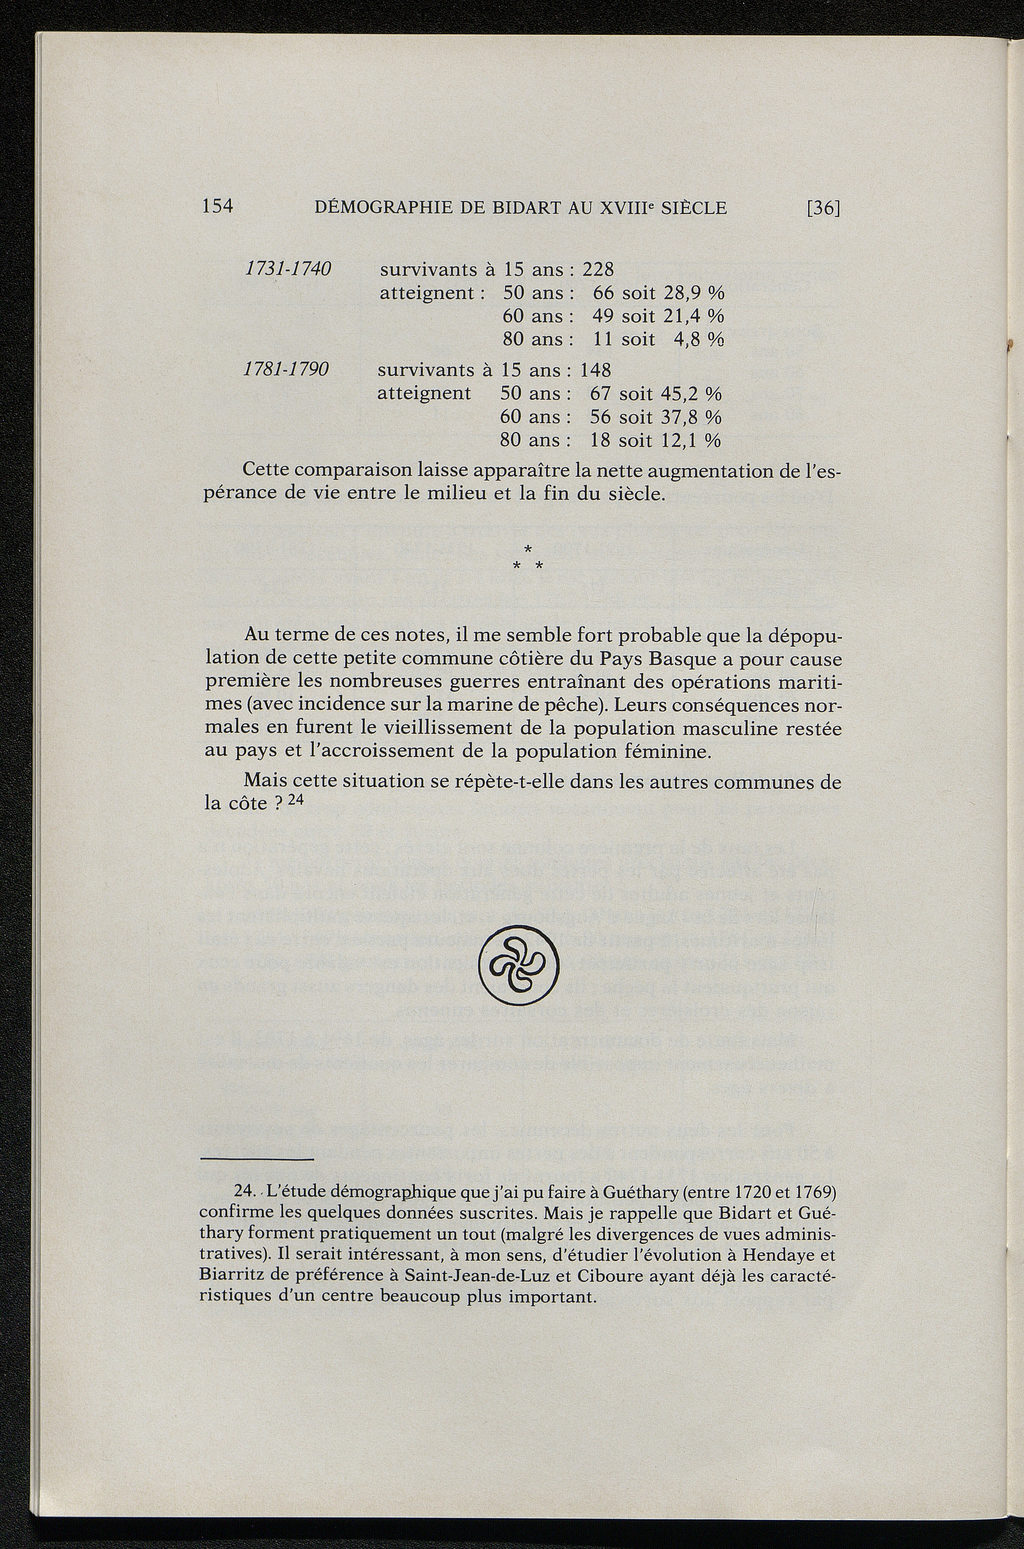 154 DÉMOGRAPHIE DE BIDART AU XVIIIe SIÈCLE [36]
1731-1740 survivants à 15 ans : 228
atteignent : 50 ans : 66 soit 28,9 %
60 ans : 49 soit 21,4 %
80 ans : 11 soit 4,8 %
1781-1790 survivants à 15 ans : 148
atteignent 50 ans : 67 soit 45,2 %
60 ans : 56 soit 37,8 %
80 ans : 18 soit 12,1 %
Cette comparaison laisse apparaître la nette augmentation de l'es-
pérance de vie entre le milieu et la fin du siècle.
*
* *
Au terme de ces notes, il me semble fort probable que la dépopu-
lation de cette petite commune côtière du Pays Basque a pour cause
première les nombreuses guerres entraînant des opérations mariti-
mes (avec incidence sur la marine de pêche). Leurs conséquences nor-
males en furent le vieillissement de la population masculine restée
au pays et l'accroissement de la population féminine.
Mais cette situation se répète-t-elle dans les autres communes de
la côte ? 24
24. L'étude démographique que j'ai pu faire à Guéthary (entre 1720 et 1769)
confirme les quelques données suscrites. Mais je rappelle que Bidart et Gué-
thary forment pratiquement un tout (malgré les divergences de vues adminis-
tratives). Il serait intéressant, à mon sens, d'étudier l'évolution à Hendaye et
Biarritz de préférence à Saint-Jean-de-Luz et Ciboure ayant déjà les caracté-
ristiques d'un centre beaucoup plus important.